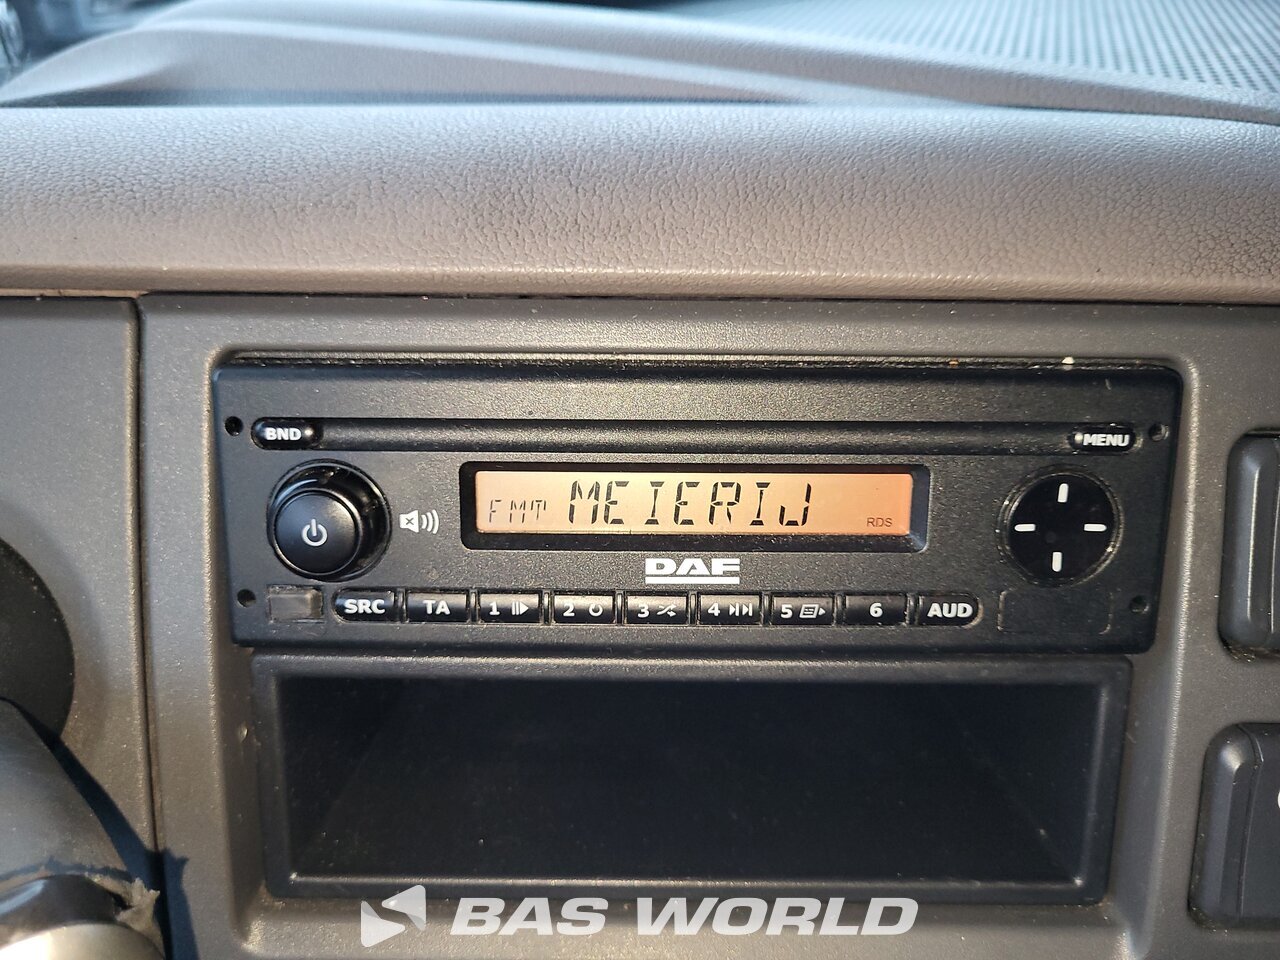 BND
MENU
FMT MEIERIJ RDS
DAF
SRC TA 1 2 3 4 5 6 AUD
BAS WORLD